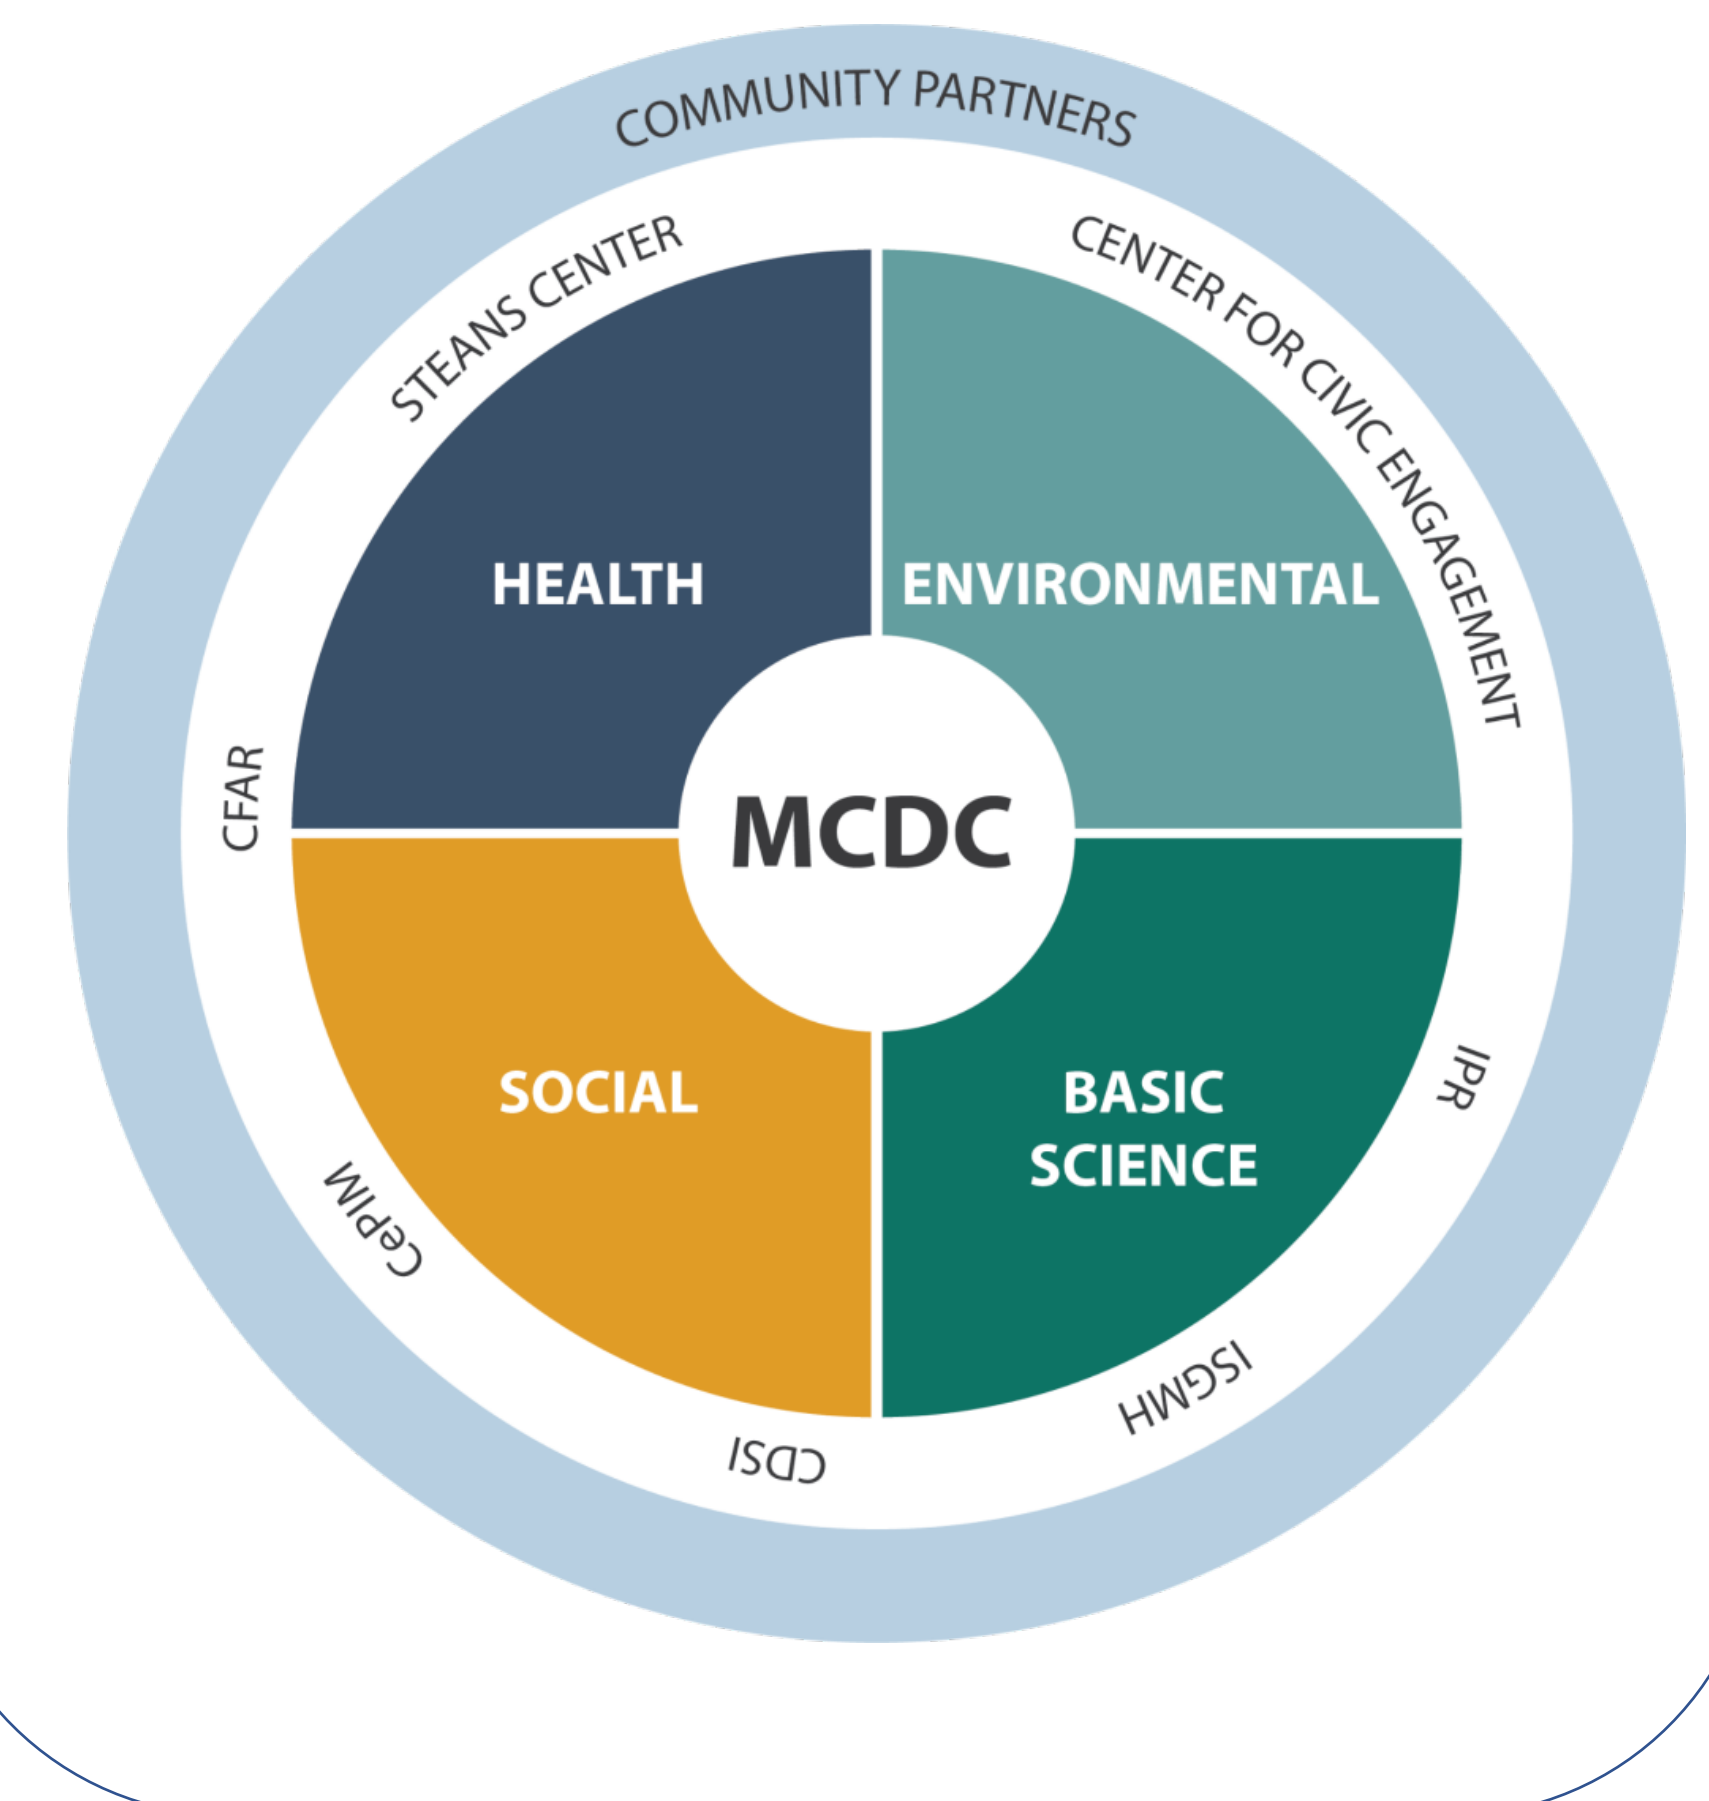 COMMUNITY PARTNERS
STEANS CENTER
CENTER FOR CIVIC ENGAGEMENT
HEALTH
ENVIRONMENTAL
CFAR
MCDC
SOCIAL
BASIC
SCIENCE
IPR
CePIM
ISGMH
CDSI